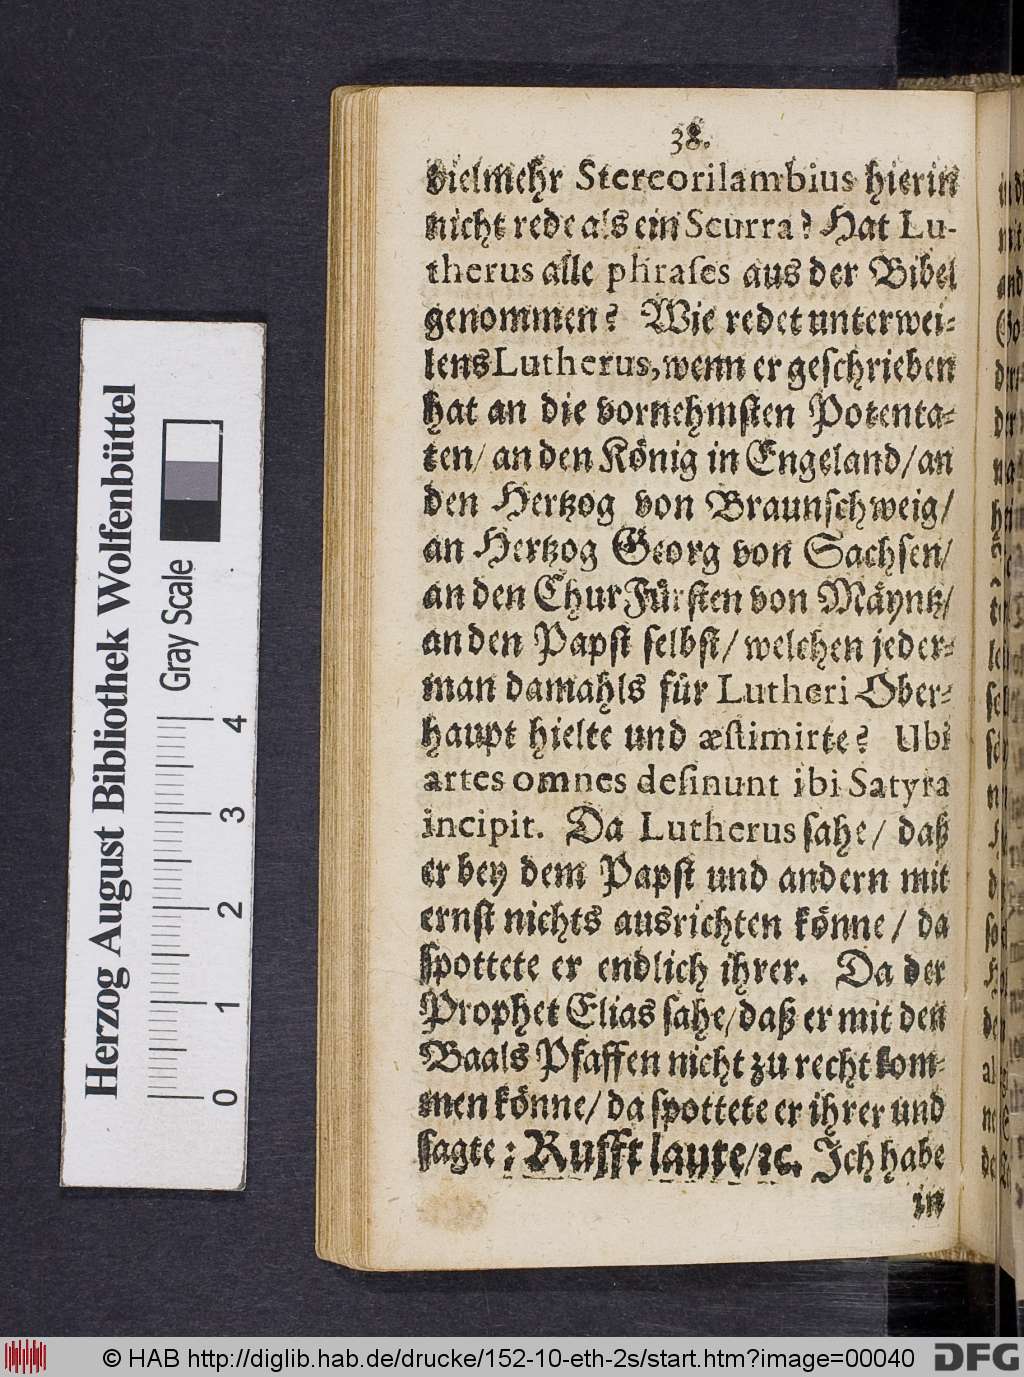 38.
vielmehr Stercorilambius hierin
nicht rede als ein Scurra? Hat Lu-
therus alle phrases aus der Bibel
genommen? Wie redet unterwei⸗
lens Lutherus, wenn er geschrieben
hat an die vornehmsten Potenta⸗
ten/ an den König in Engeland/ an
den Hertzog von Braunschweig/
an Hertzog Georg von Sachsen/
an den ChurFürsten von Mäyntz/
an den Papst selbst/ welchen jeder⸗
man damahls für Lutheri Ober⸗
haupt hielte und æstimirte? Ubi
artes omnes desinunt ibi Satyra
incipit. Da Lutherus sahe/ daß
er bey dem Papst und andern mit
ernst nichts ausrichten könne/ da
spottete er endlich ihrer. Da der
Prophet Elias sahe/ daß er mit den
Baals Pfaffen nicht zu recht kom⸗
men könne/ da spottete er ihrer und
sagte: Rufft laute/ ꝛc. Ich habe
in
Herzog August Bibliothek Wolfenbüttel
Gray Scale
0 1 2 3 4
© HAB http://diglib.hab.de/drucke/152-10-eth-2s/start.htm?image=00040
DFG